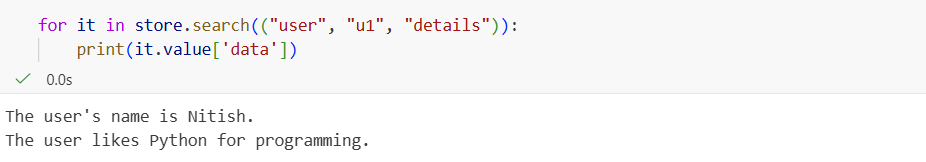 for it in store.search(("user", "u1", "details")):
    print(it.value['data'])
0.0s
The user's name is Nitish.
The user likes Python for programming.